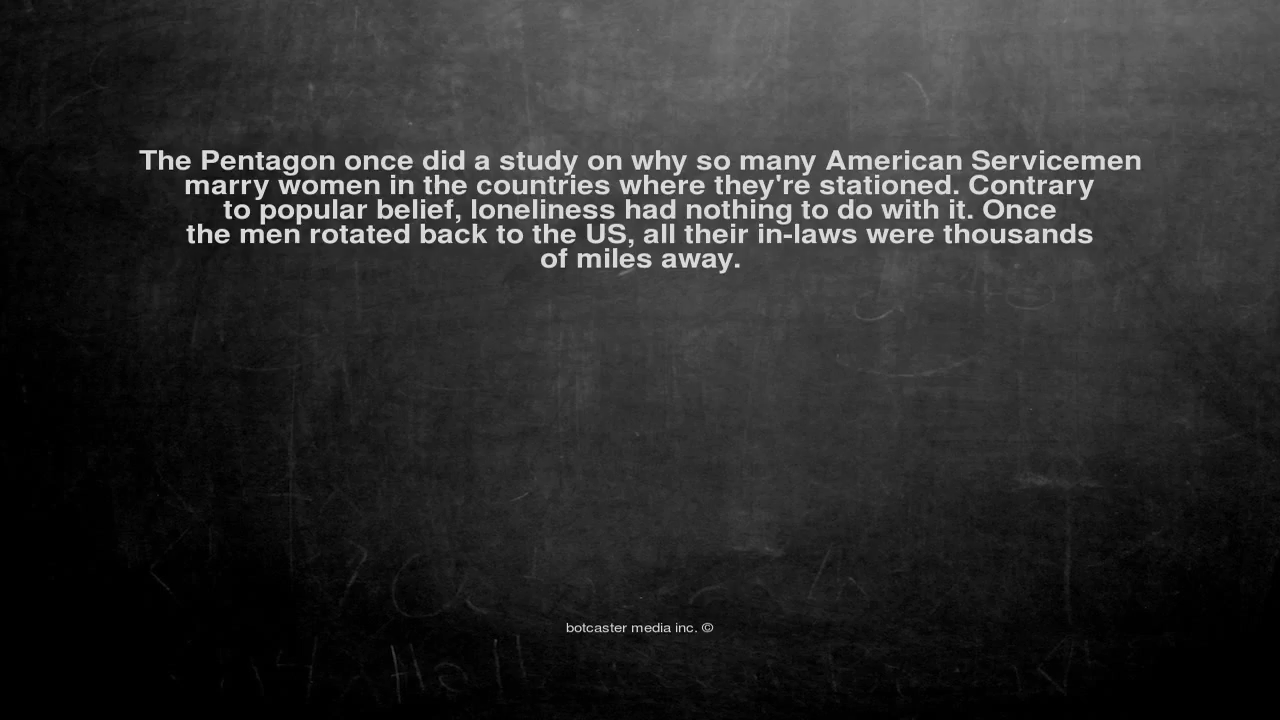 The Pentagon once did a study on why so many American Servicemen
marry women in the countries where they're stationed. Contrary
to popular belief, loneliness had nothing to do with it. Once
the men rotated back to the US, all their in-laws were thousands
of miles away.
botcaster media inc. ©